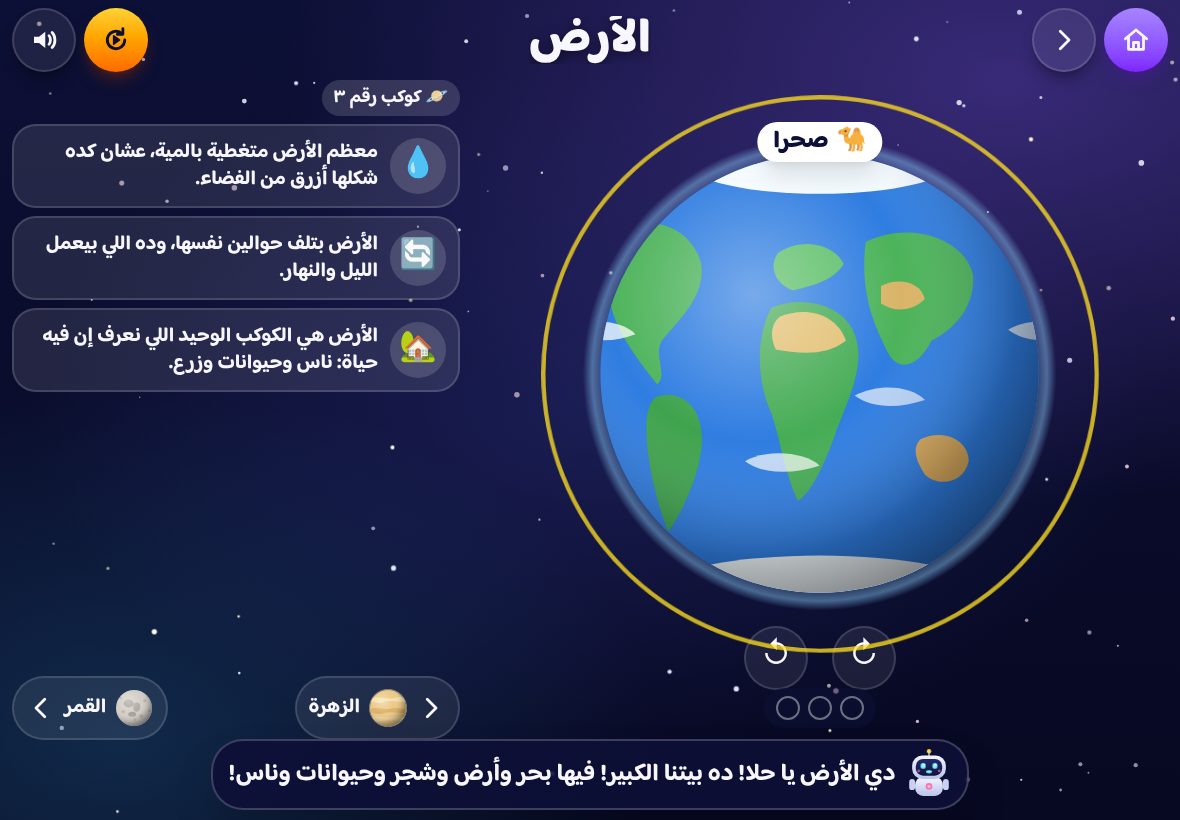 الأرض
كوكب رقم ٣
معظم الأرض متغطية بالمية، عشان كده
شكلها أزرق من الفضاء.
الأرض بتلف حوالين نفسها، وده اللي بيعمل
الليل والنهار.
الأرض هي الكوكب الوحيد اللي نعرف إن فيه
حياة: ناس وحيوانات وزرع.
صحرا
الزهرة
القمر
دي الأرض يا حلا! ده بيتنا الكبير! فيها بحر وأرض وشجر وحيوانات وناس!